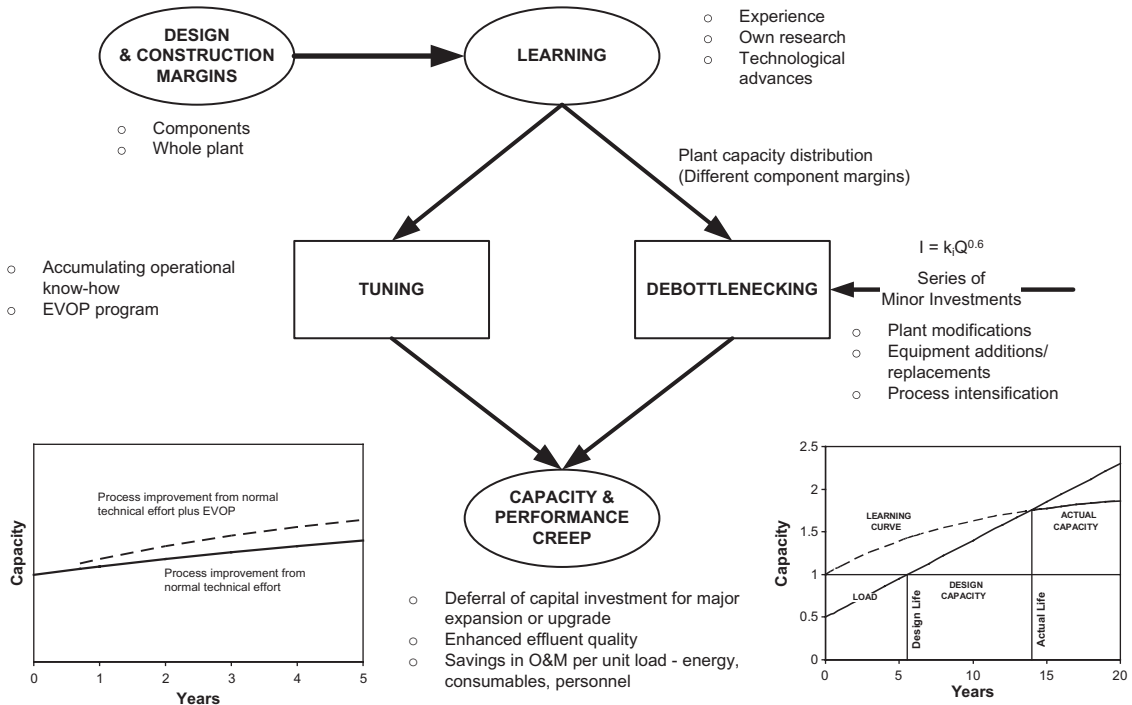 DESIGN
& CONSTRUCTION
MARGINS
LEARNING
○ Experience
○ Own research
○ Technological
advances
○ Components
○ Whole plant
Plant capacity distribution
(Different component margins)
○ Accumulating operational
know-how
○ EVOP program
TUNING
DEBOTTLENECKING
I = kᵢQ⁰·⁶
Series of
Minor Investments
○ Plant modifications
○ Equipment additions/
replacements
○ Process intensification
CAPACITY &
PERFORMANCE
CREEP
○ Deferral of capital investment for major
expansion or upgrade
○ Enhanced effluent quality
○ Savings in O&M per unit load - energy,
consumables, personnel
Capacity
Process improvement from normal
technical effort plus EVOP
Process improvement from
normal technical effort
0 1 2 3 4 5
Years
Capacity
2.5
2
1.5
1
0.5
0
LEARNING
CURVE
ACTUAL
CAPACITY
LOAD
DESIGN
CAPACITY
Design Life
Actual Life
0 5 10 15 20
Years